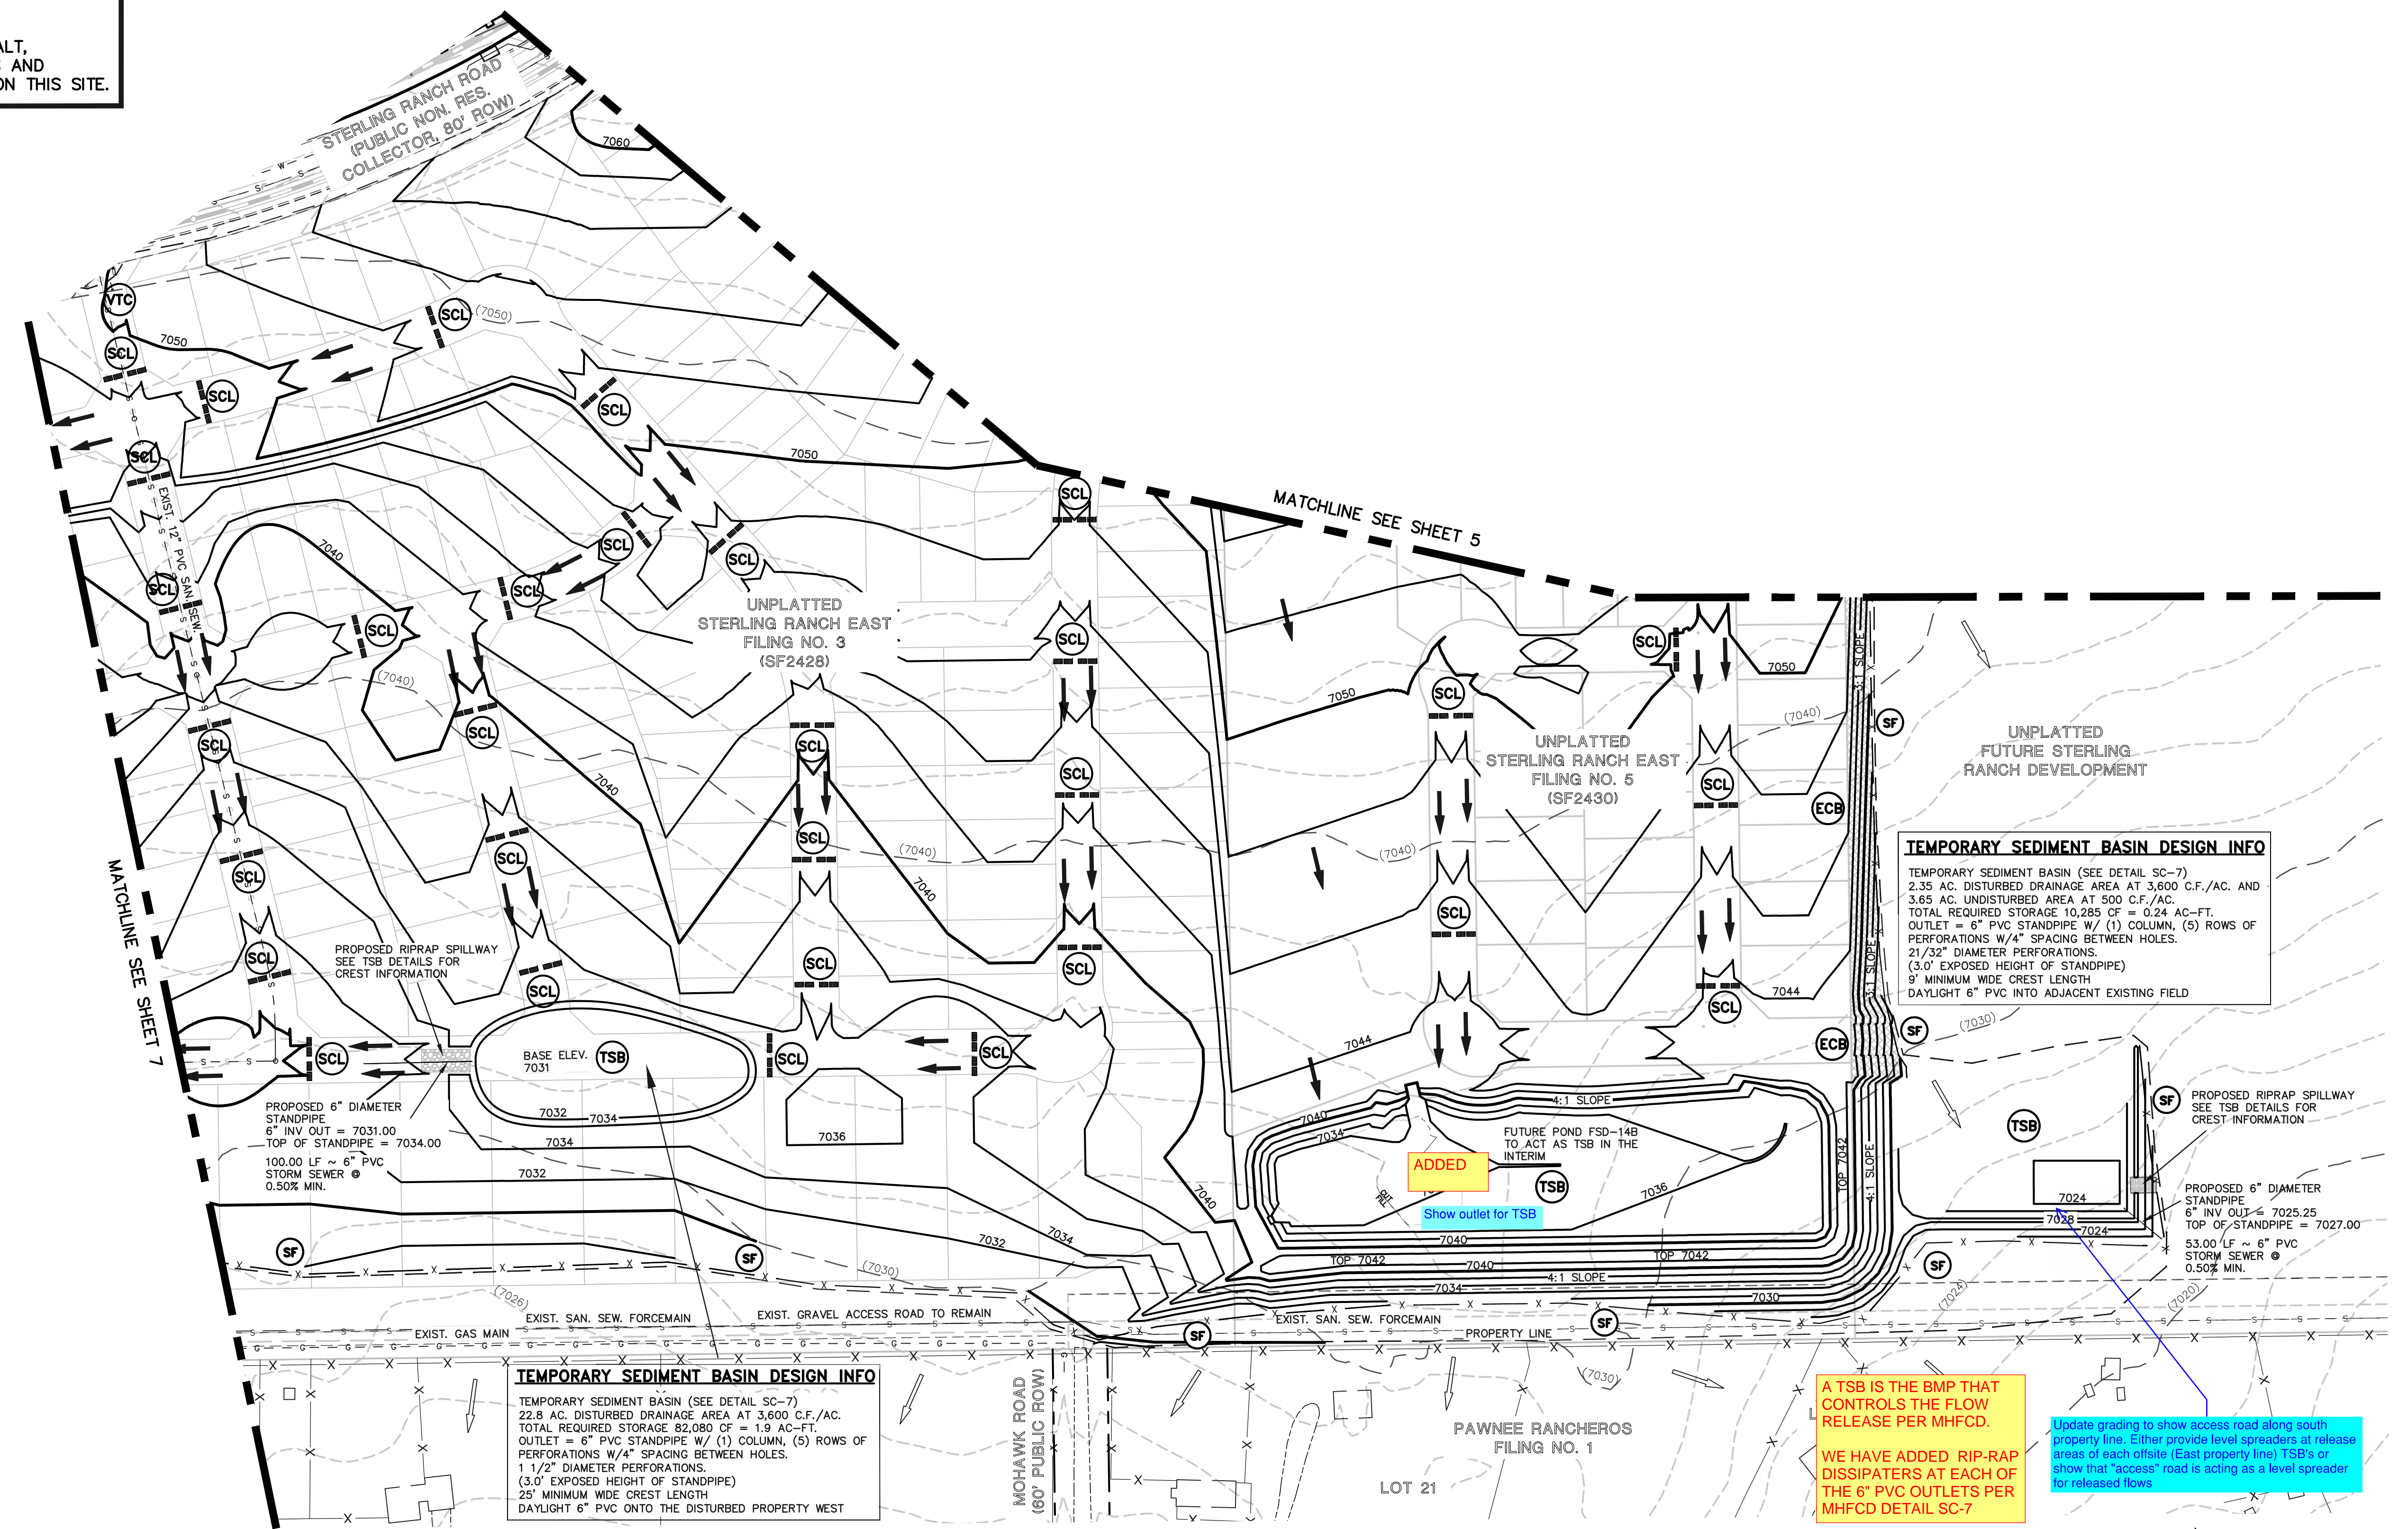 ALT,
AND
ON THIS SITE.
STERLING RANCH ROAD
(PUBLIC NON. RES.
COLLECTOR, 80' ROW)
W
S
S
7060
VTC
SCL
(7050)
7050
SCL
SCL
SCL
SCL
7050
SCL
MATCHLINE SEE SHEET 5
EXIST. 12" PVC SAN. SEW.
7040
SCL
SCL
SCL
SCL
SCL
UNPLATTED
STERLING RANCH EAST
FILING NO. 3
(SF2428)
SCL
SCL
SCL
7050
3:1 SLOPE
(7040)
7050
SCL
(7040)
SF
UNPLATTED
FUTURE STERLING
RANCH DEVELOPMENT
SCL
SCL
SCL
UNPLATTED
STERLING RANCH EAST
FILING NO. 5
(SF2430)
7040
SCL
SCL
ECB
SCL
(7040)
(7040)
SCL
SCL
7040
MATCHLINE SEE SHEET 7
TEMPORARY SEDIMENT BASIN DESIGN INFO
TEMPORARY SEDIMENT BASIN (SEE DETAIL SC-7)
2.35 AC. DISTURBED DRAINAGE AREA AT 3,600 C.F./AC. AND
3.65 AC. UNDISTURBED AREA AT 500 C.F./AC.
TOTAL REQUIRED STORAGE 10,285 CF = 0.24 AC-FT.
OUTLET = 6" PVC STANDPIPE W/ (1) COLUMN, (5) ROWS OF
PERFORATIONS W/4" SPACING BETWEEN HOLES.
21/32" DIAMETER PERFORATIONS.
(3.0' EXPOSED HEIGHT OF STANDPIPE)
9' MINIMUM WIDE CREST LENGTH
DAYLIGHT 6" PVC INTO ADJACENT EXISTING FIELD
SCL
PROPOSED RIPRAP SPILLWAY
SEE TSB DETAILS FOR
CREST INFORMATION
SCL
SCL
SCL
SCL
SCL
3:1 SLOPE
7044
SCL
SF
(7030)
7044
ECB
SCL
BASE ELEV.
7031
TSB
SCL
SCL
7032
7034
PROPOSED 6" DIAMETER
STANDPIPE
6" INV OUT = 7031.00
TOP OF STANDPIPE = 7034.00
100.00 LF ~ 6" PVC
STORM SEWER @
0.50% MIN.
7034
7032
7036
7040
7034
4:1 SLOPE
FUTURE POND FSD-14B
TO ACT AS TSB IN THE
INTERIM
ADDED
Show outlet for TSB
TSB
7036
TOP 7042
4:1 SLOPE
CUT
FILL
SF
PROPOSED RIPRAP SPILLWAY
SEE TSB DETAILS FOR
CREST INFORMATION
TSB
7024
7028
7024
PROPOSED 6" DIAMETER
STANDPIPE
6" INV OUT = 7025.25
TOP OF STANDPIPE = 7027.00
53.00 LF ~ 6" PVC
STORM SEWER @
0.50% MIN.
7040
7034
7032
SF
SF
(7030)
(7026)
7040
TOP 7042
7040
TOP 7042
4:1 SLOPE
7034
7030
SF
(7024)
(7020)
EXIST. SAN. SEW. FORCEMAIN
EXIST. GRAVEL ACCESS ROAD TO REMAIN
EXIST. GAS MAIN
EXIST. SAN. SEW. FORCEMAIN
SF
SF
PROPERTY LINE
TEMPORARY SEDIMENT BASIN DESIGN INFO
TEMPORARY SEDIMENT BASIN (SEE DETAIL SC-7)
22.8 AC. DISTURBED DRAINAGE AREA AT 3,600 C.F./AC.
TOTAL REQUIRED STORAGE 82,080 CF = 1.9 AC-FT.
OUTLET = 6" PVC STANDPIPE W/ (1) COLUMN, (5) ROWS OF
PERFORATIONS W/4" SPACING BETWEEN HOLES.
1 1/2" DIAMETER PERFORATIONS.
(3.0' EXPOSED HEIGHT OF STANDPIPE)
25' MINIMUM WIDE CREST LENGTH
DAYLIGHT 6" PVC ONTO THE DISTURBED PROPERTY WEST
MOHAWK ROAD
(60' PUBLIC ROW)
(7030)
PAWNEE RANCHEROS
FILING NO. 1
LOT 21
L
A TSB IS THE BMP THAT
CONTROLS THE FLOW
RELEASE PER MHFCD.
WE HAVE ADDED RIP-RAP
DISSIPATERS AT EACH OF
THE 6" PVC OUTLETS PER
MHFCD DETAIL SC-7
Update grading to show access road along south
property line. Either provide level spreaders at release
areas of each offsite (East property line) TSB's or
show that "access" road is acting as a level spreader
for released flows